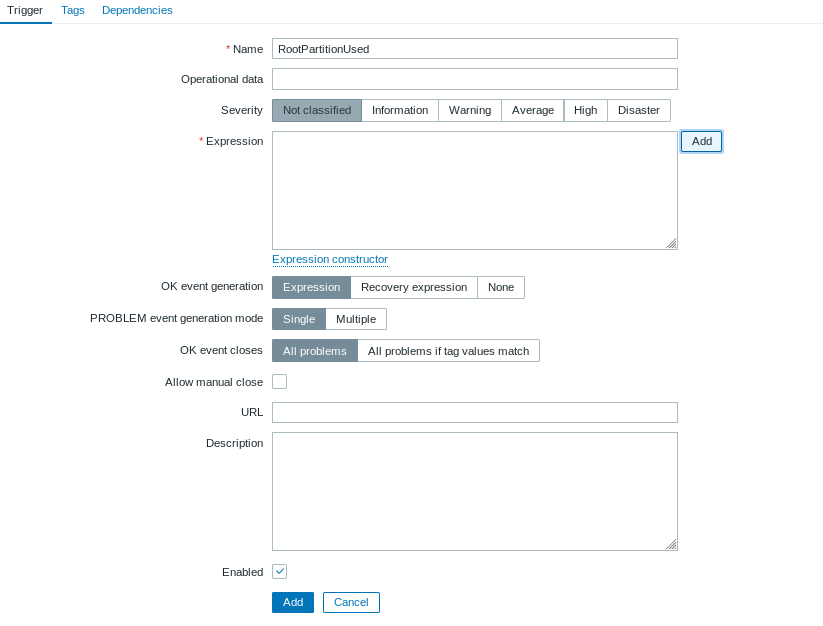 Trigger Tags Dependencies
* Name RootPartitionUsed
Operational data
Severity Not classified Information Warning Average High Disaster
* Expression Add
Expression constructor
OK event generation Expression Recovery expression None
PROBLEM event generation mode Single Multiple
OK event closes All problems All problems if tag values match
Allow manual close
URL
Description
Enabled
Add Cancel